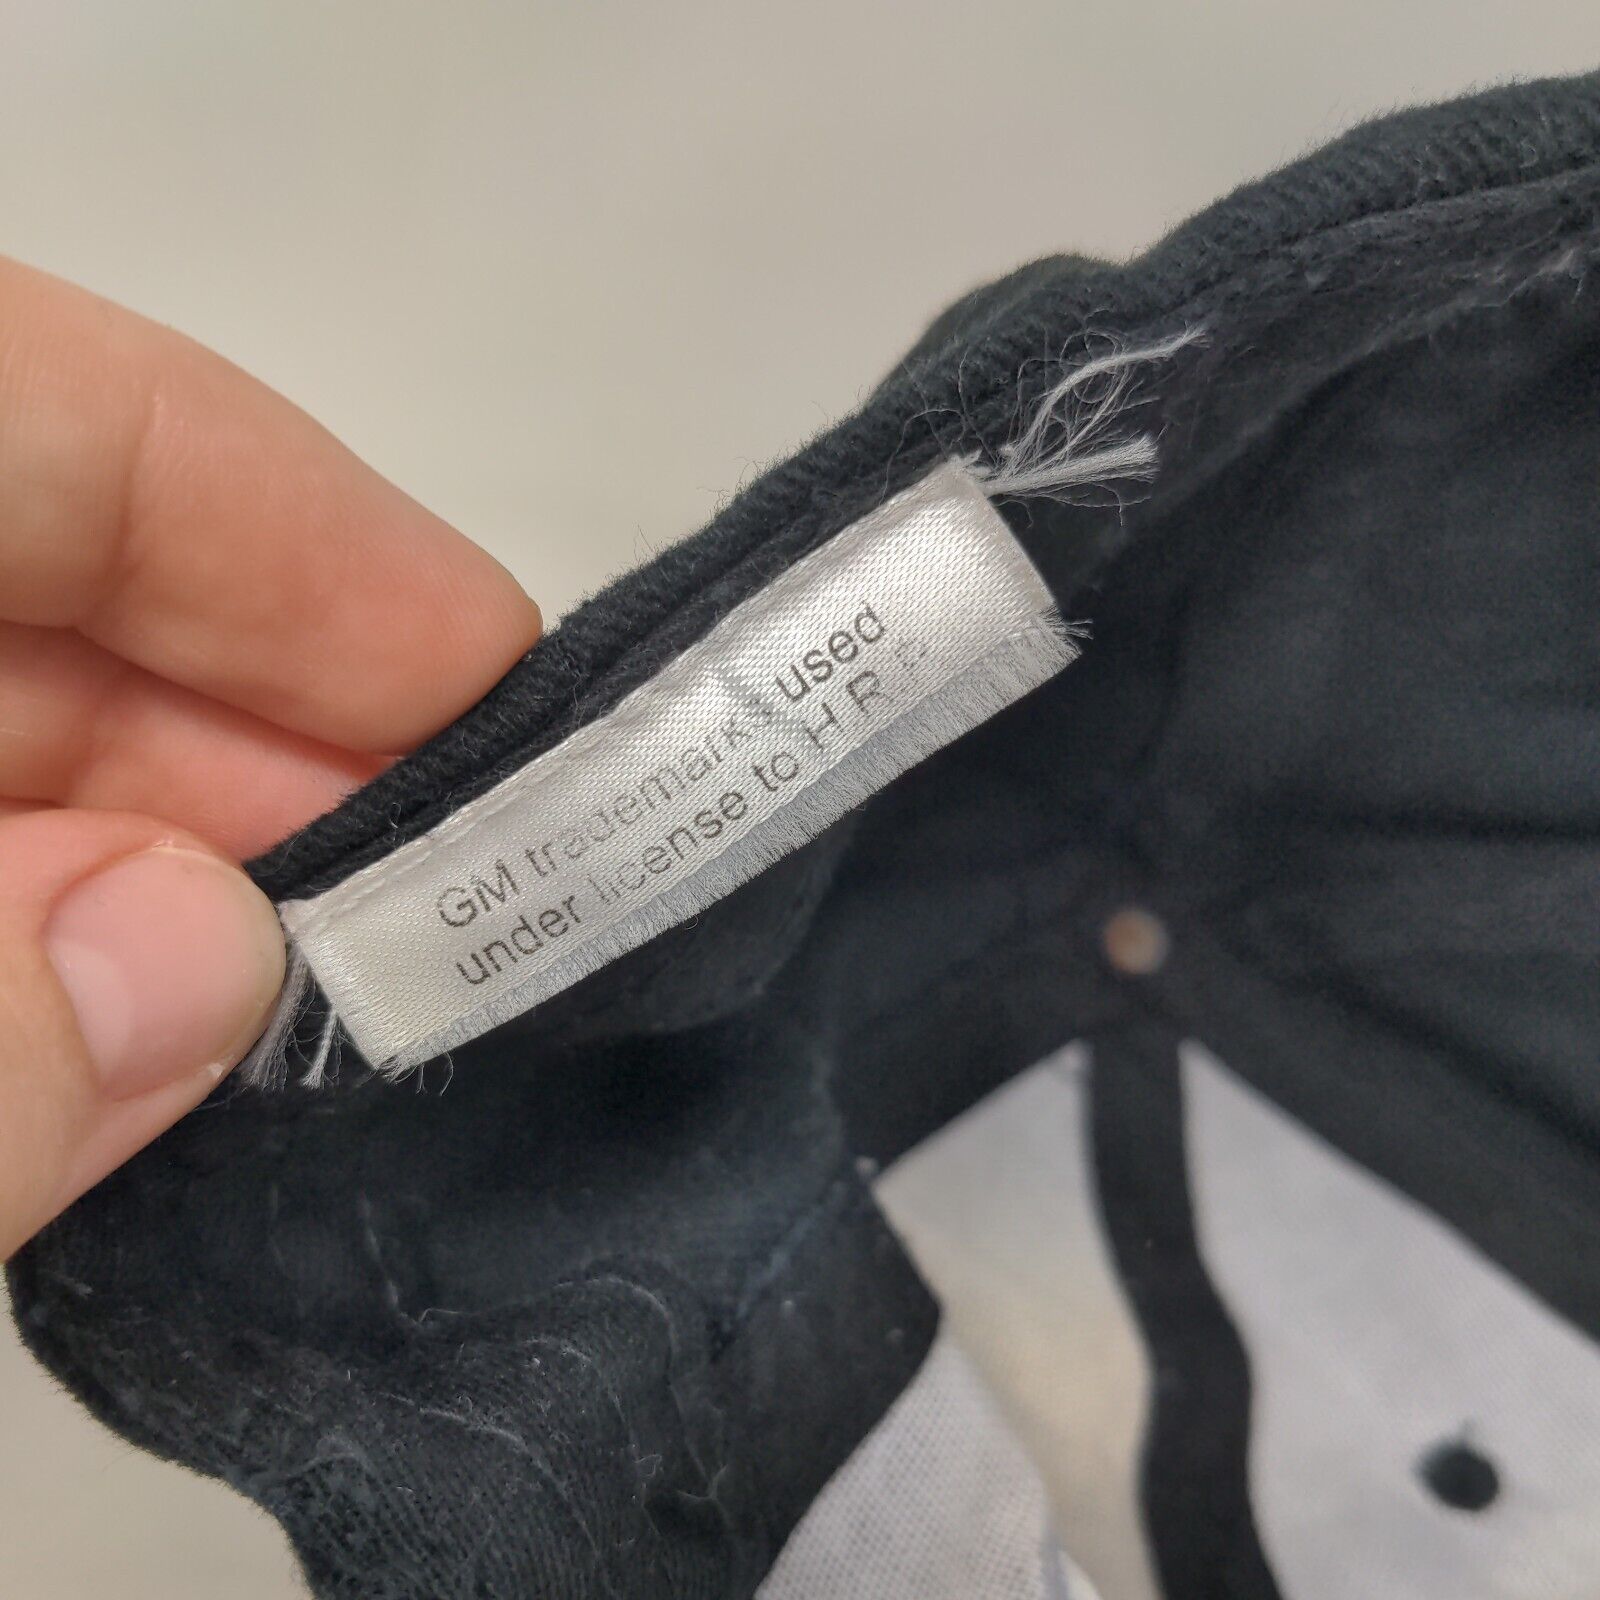 GM trademarks used
under license to H R